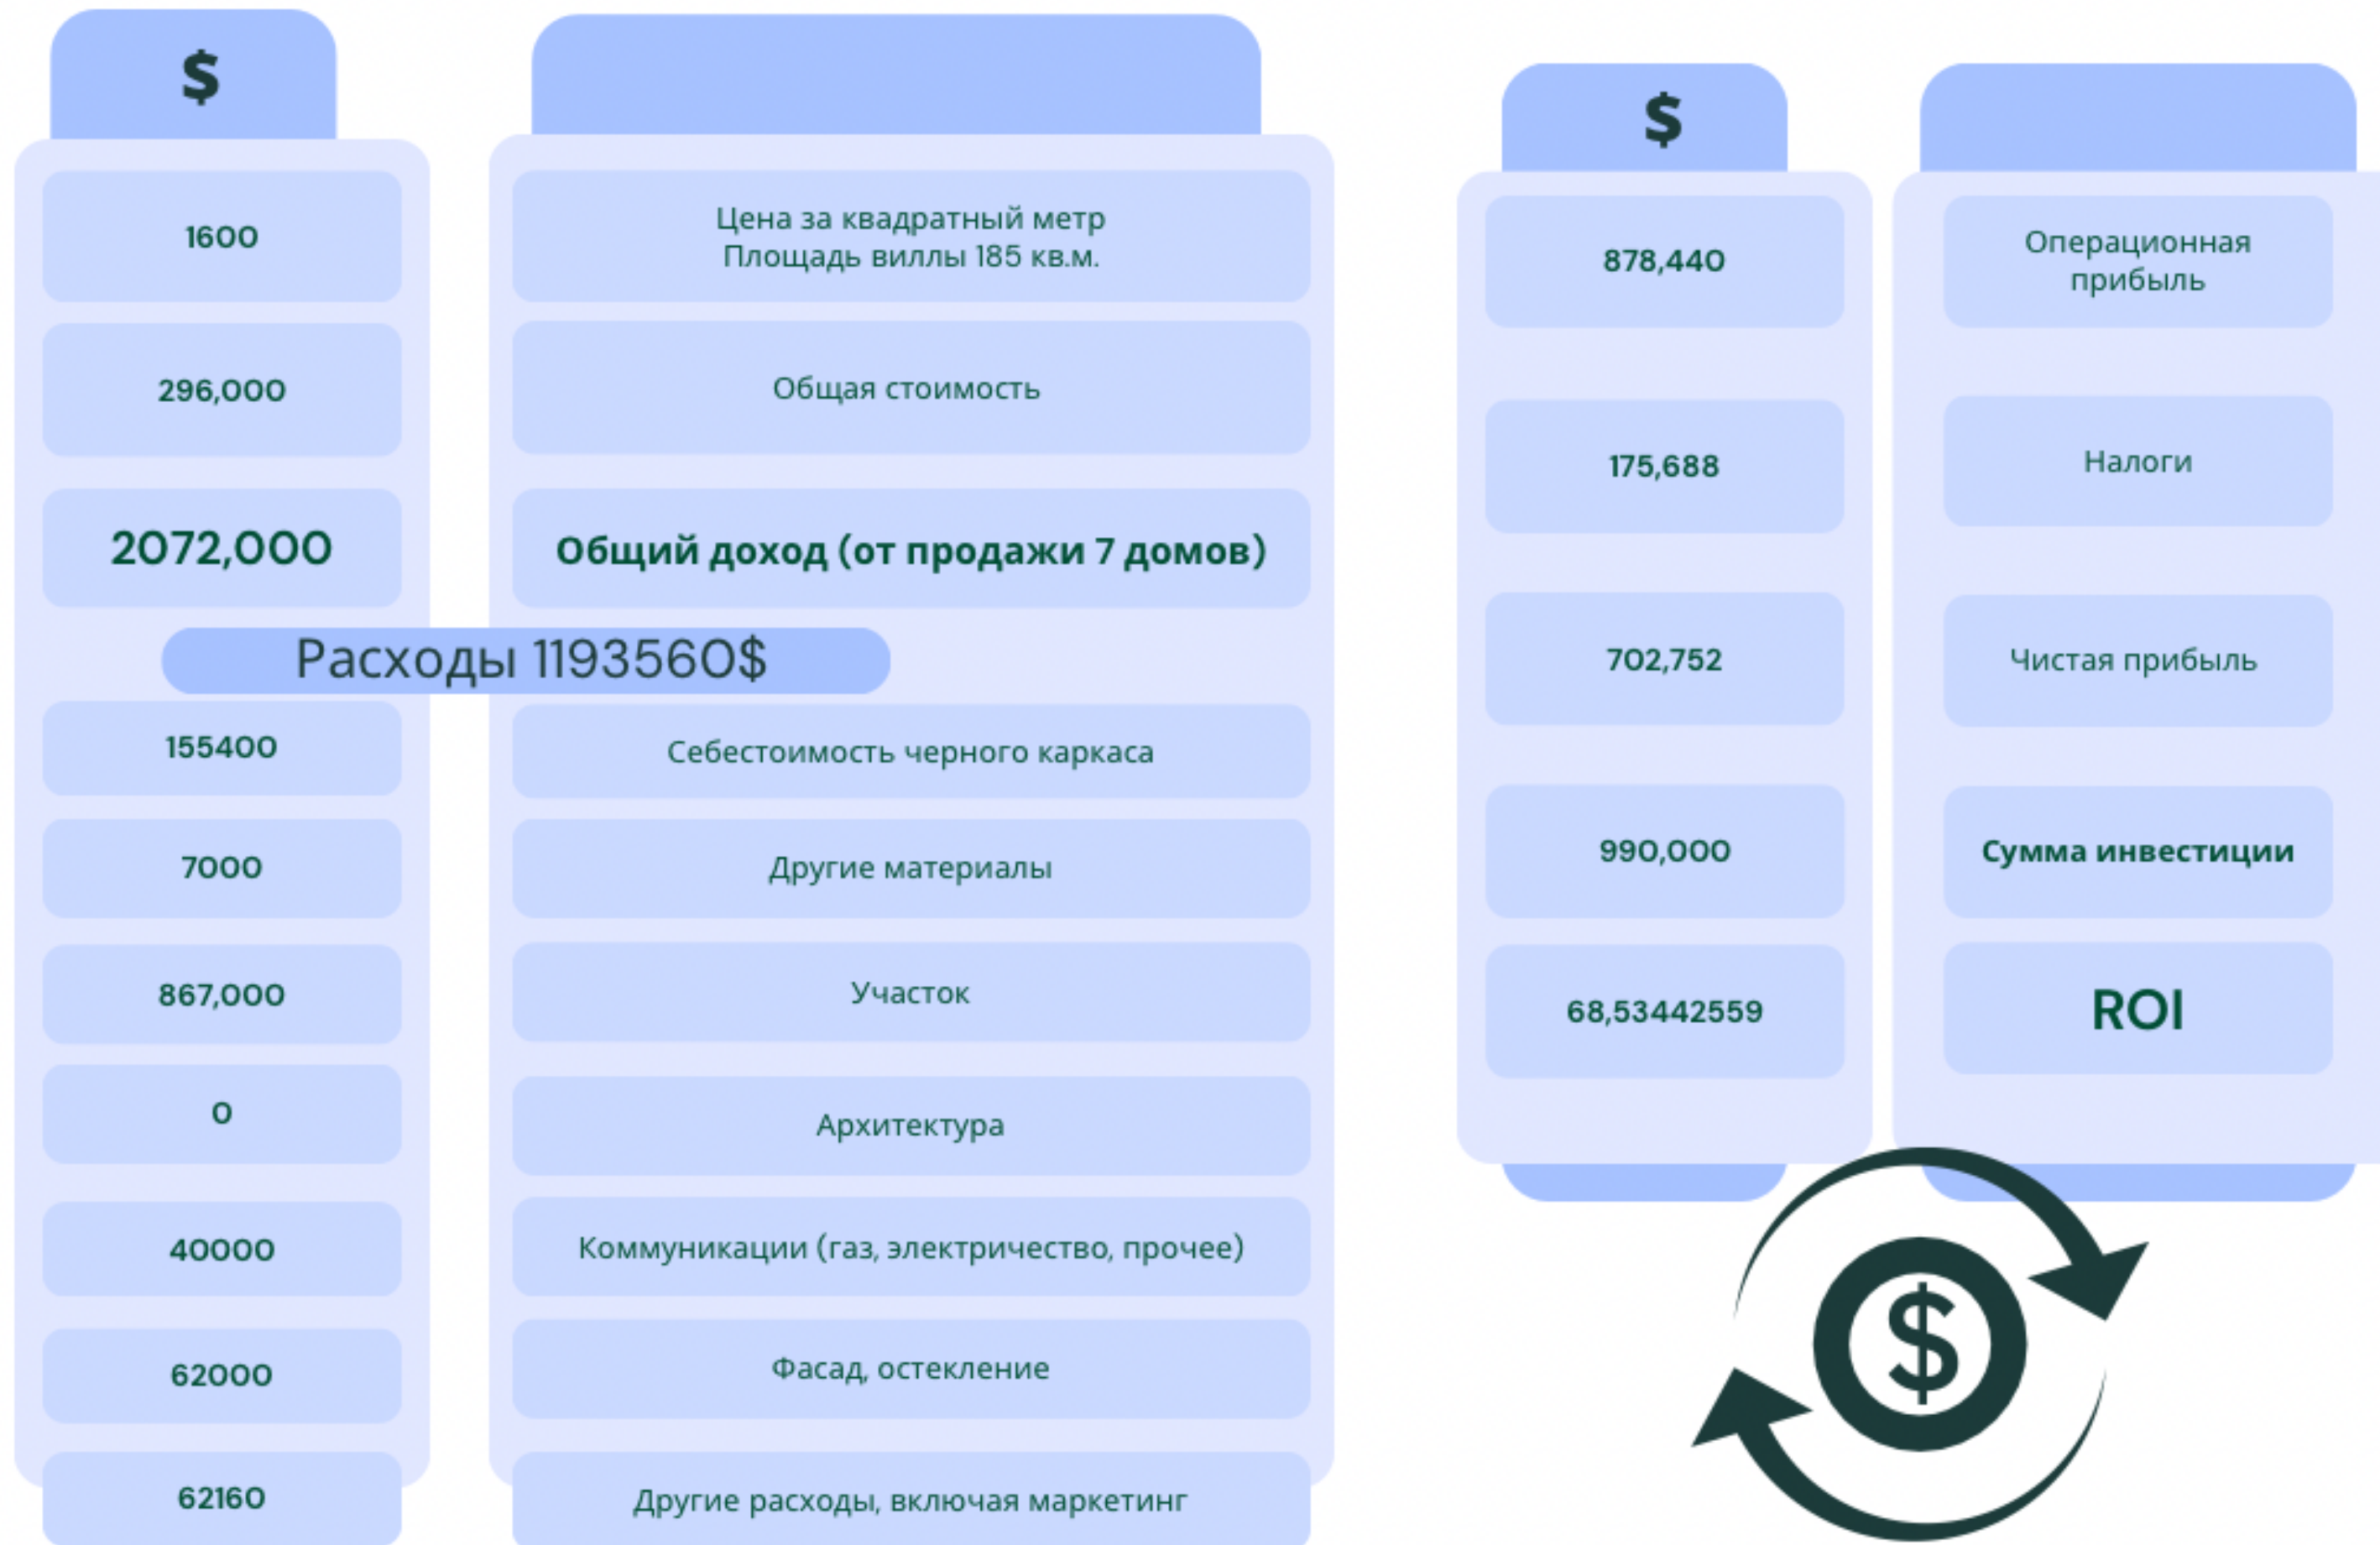 $
1600
Цена за квадратный метр
Площадь виллы 185 кв.м.
296,000
Общая стоимость
2072,000
Общий доход (от продажи 7 домов)
Расходы 1193560$
155400
Себестоимость черного каркаса
7000
Другие материалы
867,000
Участок
0
Архитектура
40000
Коммуникации (газ, электричество, прочее)
62000
Фасад, остекление
62160
Другие расходы, включая маркетинг
$
878,440
Операционная
прибыль
175,688
Налоги
702,752
Чистая прибыль
990,000
Сумма инвестиции
68,53442559
ROI
$